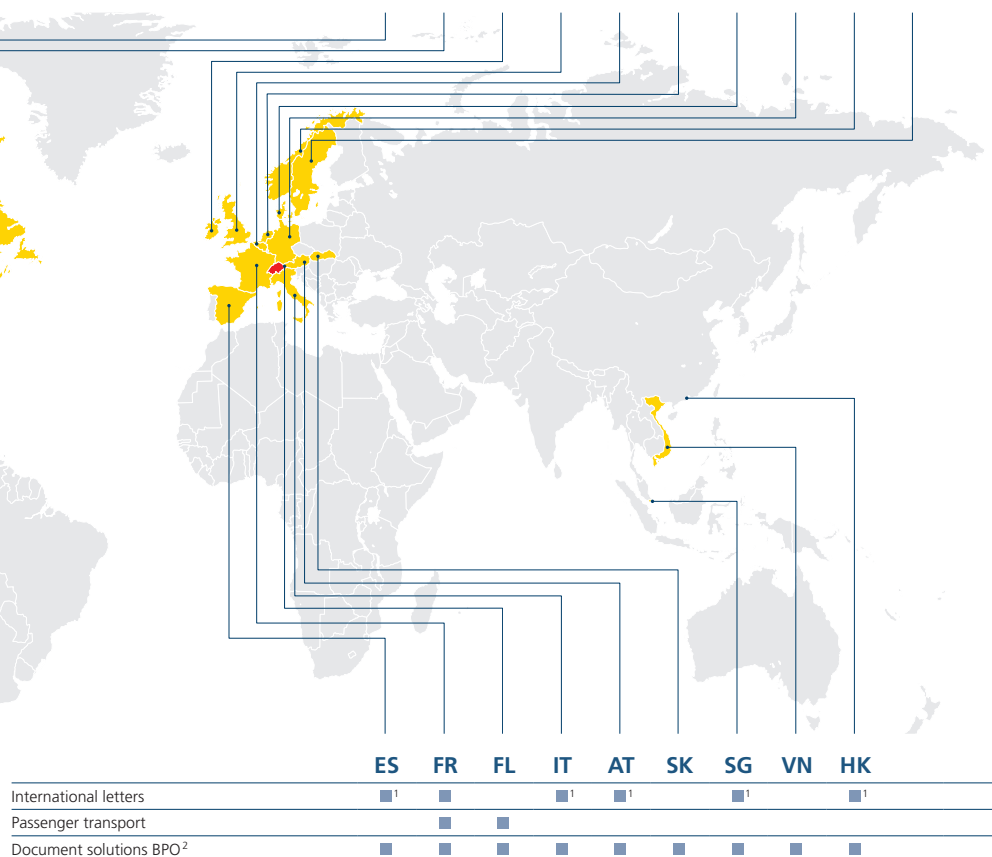 ES FR FL IT AT SK SG VN HK
International letters 1 1 1 1 1
Passenger transport
Document solutions BPO 2